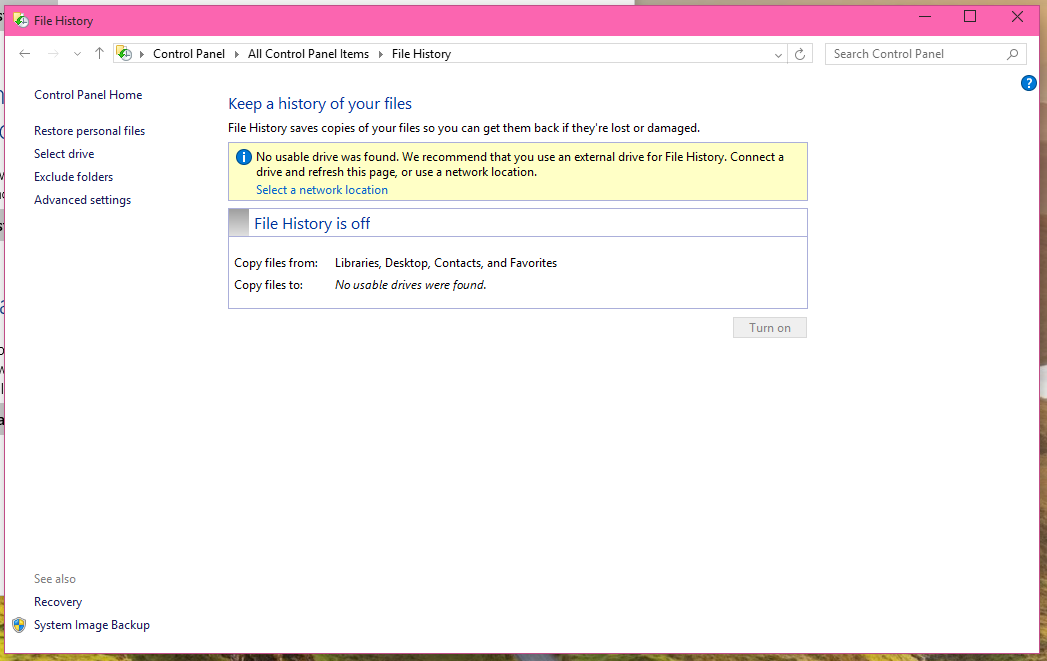 File History
Control Panel
All Control Panel Items
File History
Search Control Panel
?
Control Panel Home
Restore personal files
Select drive
Exclude folders
Advanced settings
Keep a history of your files
File History saves copies of your files so you can get them back if they're lost or damaged.
i No usable drive was found. We recommend that you use an external drive for File History. Connect a
drive and refresh this page, or use a network location.
Select a network location
File History is off
Copy files from: Libraries, Desktop, Contacts, and Favorites
Copy files to: No usable drives were found.
Turn on
See also
Recovery
System Image Backup